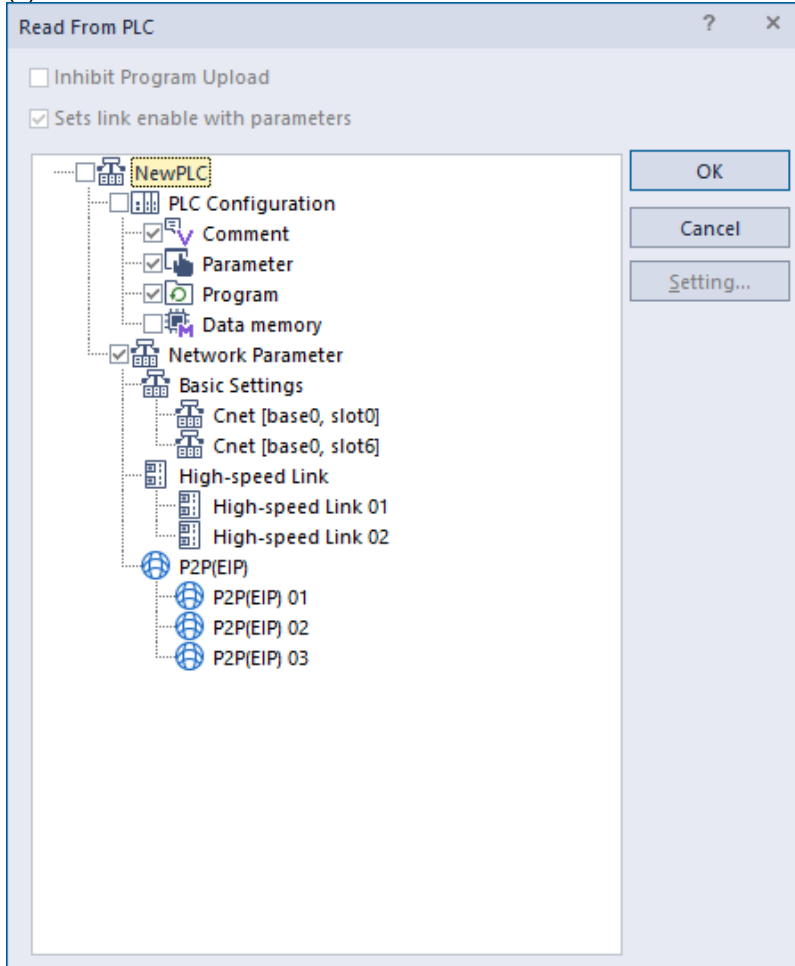 Read From PLC
Inhibit Program Upload
Sets link enable with parameters
NewPLC
OK
PLC Configuration
Comment
Cancel
Parameter
Setting...
Program
Data memory
Network Parameter
Basic Settings
Cnet [base0, slot0]
Cnet [base0, slot6]
High-speed Link
High-speed Link 01
High-speed Link 02
P2P(EIP)
P2P(EIP) 01
P2P(EIP) 02
P2P(EIP) 03